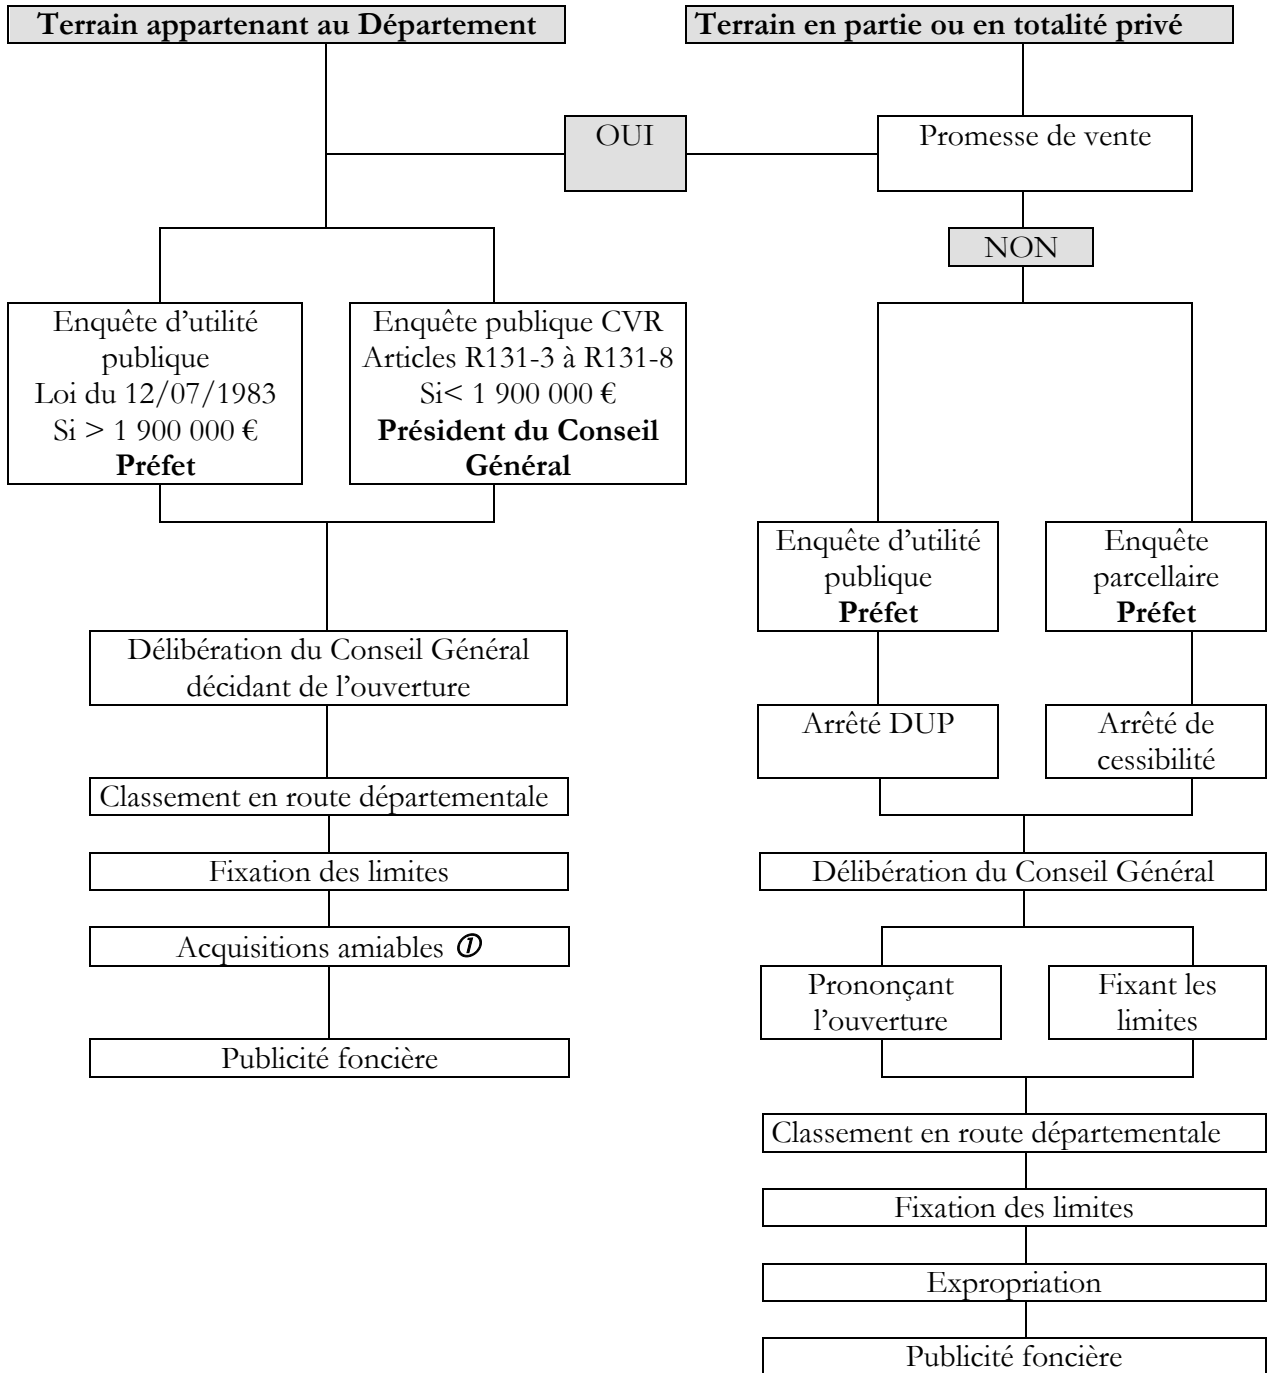 Terrain appartenant au Département
Terrain en partie ou en totalité privé
OUI
Promesse de vente
NON
Enquête d'utilité
publique
Loi du 12/07/1983
Si > 1 900 000 €
Préfet
Enquête publique CVR
Articles R131-3 à R131-8
Si< 1 900 000 €
Président du Conseil
Général
Enquête d'utilité
publique
Préfet
Enquête
parcellaire
Préfet
Délibération du Conseil Général
décidant de l'ouverture
Arrêté DUP
Arrêté de
cessibilité
Classement en route départementale
Fixation des limites
Délibération du Conseil Général
Acquisitions amiables ①
Prononçant
l'ouverture
Fixant les
limites
Publicité foncière
Classement en route départementale
Fixation des limites
Expropriation
Publicité foncière